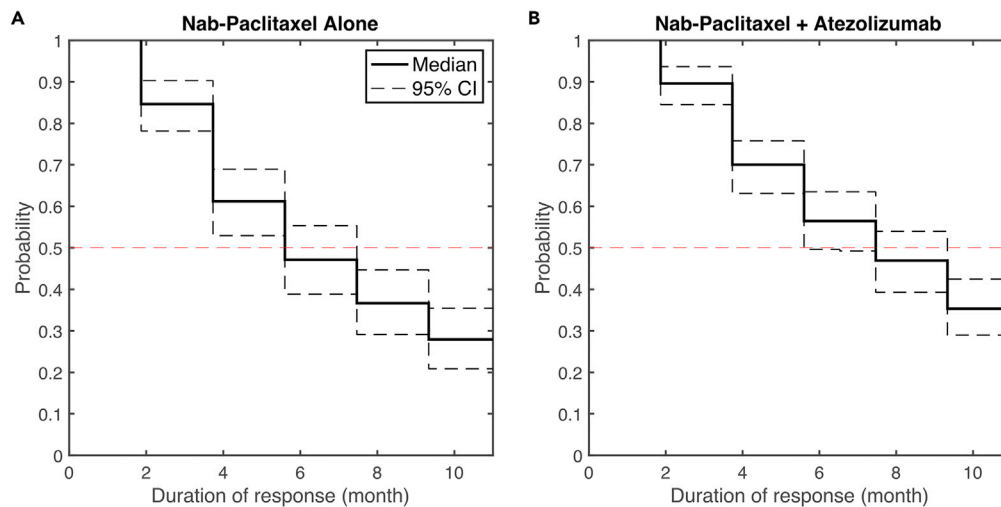 A
Nab-Paclitaxel Alone
Median
95% CI
1
0.9
0.8
0.7
0.6
0.5
0.4
0.3
0.2
0.1
0
Probability
0 2 4 6 8 10
Duration of response (month)
B
Nab-Paclitaxel + Atezolizumab
1
0.9
0.8
0.7
0.6
0.5
0.4
0.3
0.2
0.1
0
Probability
0 2 4 6 8 10
Duration of response (month)